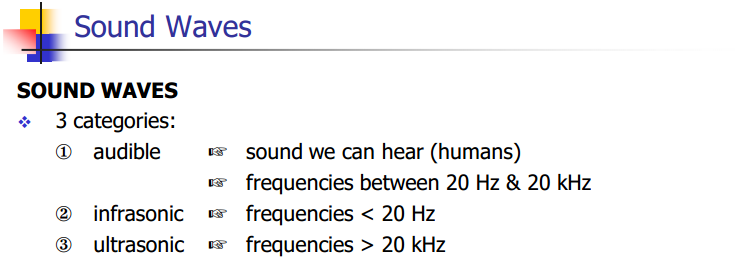 Sound Waves
SOUND WAVES
❖ 3 categories:
① audible ☞ sound we can hear (humans)
☞ frequencies between 20 Hz & 20 kHz
② infrasonic ☞ frequencies < 20 Hz
③ ultrasonic ☞ frequencies > 20 kHz